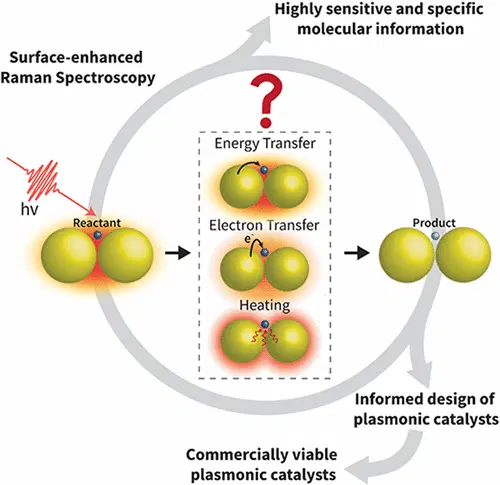 Highly sensitive and specific
molecular information
Surface-enhanced
Raman Spectroscopy
?
Energy Transfer
hν
Reactant
Electron Transfer
e-
Product
Heating
Informed design of
plasmonic catalysts
Commercially viable
plasmonic catalysts